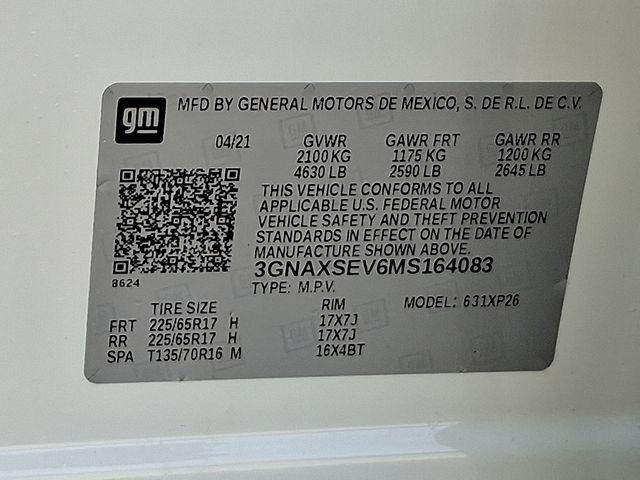 gm MFD BY GENERAL MOTORS DE MEXICO, S. DE R.L. DE C.V.
04/21 GVWR GAWR FRT GAWR RR
2100 KG 1175 KG 1200 KG
4630 LB 2590 LB 2645 LB
THIS VEHICLE CONFORMS TO ALL
APPLICABLE U.S. FEDERAL MOTOR
VEHICLE SAFETY AND THEFT PREVENTION
STANDARDS IN EFFECT ON THE DATE OF
MANUFACTURE SHOWN ABOVE.
3GNAXSEV6MS164083
8624
TYPE: M.P.V.
TIRE SIZE RIM MODEL: 631XP26
FRT 225/65R17 H 17X7J
RR 225/65R17 H 17X7J
SPA T135/70R16 M 16X4BT